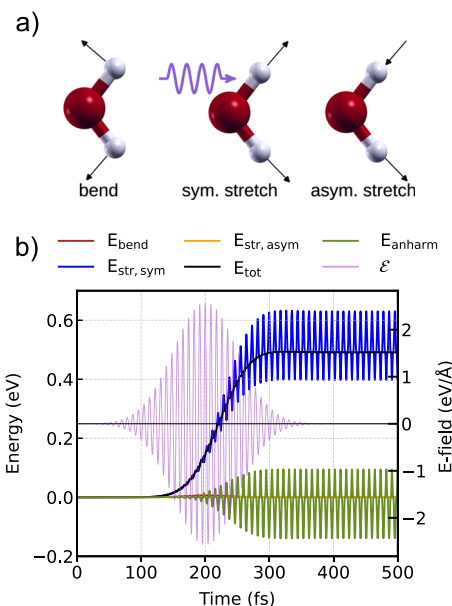 a)
bend
sym. stretch
asym. stretch
b)
E_bend E_str,asym E_anharm
E_str,sym E_tot ℰ
Energy (eV)
0.6
0.4
0.2
0.0
−0.2
E-field (eV/Å)
2
1
0
−1
−2
0 100 200 300 400 500
Time (fs)